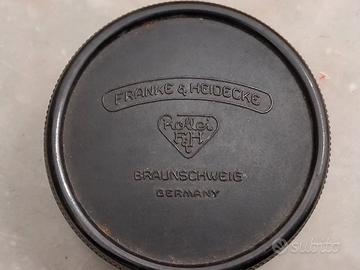 FRANKE & HEIDECKE
Rollei
F&H
BRAUNSCHWEIG
GERMANY
subito